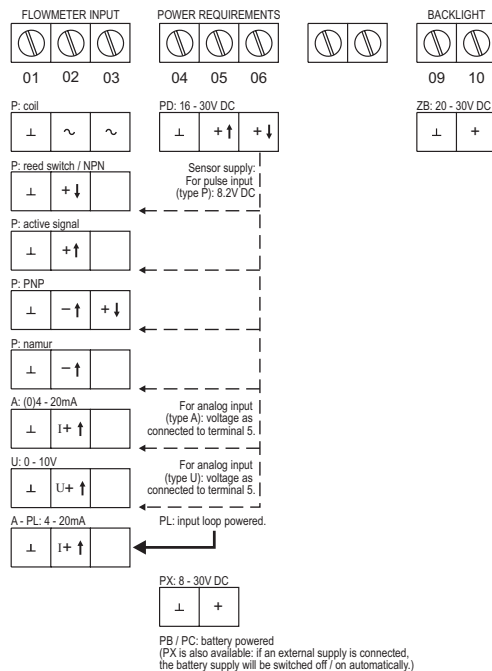 FLOWMETER INPUT
POWER REQUIREMENTS
BACKLIGHT
01 02 03
04 05 06
09 10
P: coil
⊥ ~ ~
PD: 16 - 30V DC
⊥ +↑ +↓
ZB: 20 - 30V DC
⊥ +
P: reed switch / NPN
⊥ +↓
Sensor supply:
For pulse input
(type P): 8.2V DC
P: active signal
⊥ +↑
P: PNP
⊥ −↑ +↓
P: namur
⊥ −↑
A: (0)4 - 20mA
⊥ I+ ↑
For analog input
(type A): voltage as
connected to terminal 5.
U: 0 - 10V
⊥ U+ ↑
For analog input
(type U): voltage as
connected to terminal 5.
A - PL: 4 - 20mA
⊥ I+ ↑
PL: input loop powered.
PX: 8 - 30V DC
⊥ +
PB / PC: battery powered
(PX is also available: if an external supply is connected,
the battery supply will be switched off / on automatically.)